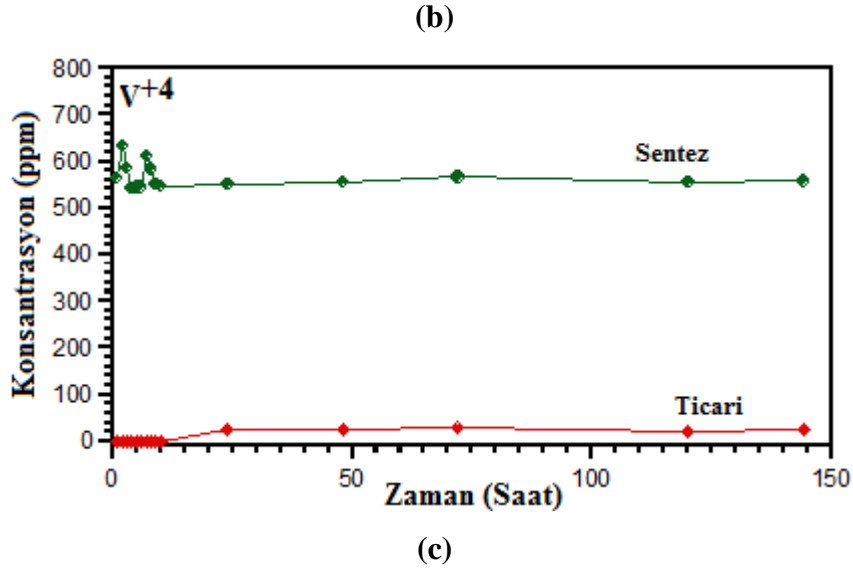 (b)
800
V+4
700
Sentez
600
500
400
300
200
100
Ticari
0
Konsantrasyon (ppm)
0 50 100 150
Zaman (Saat)
(c)